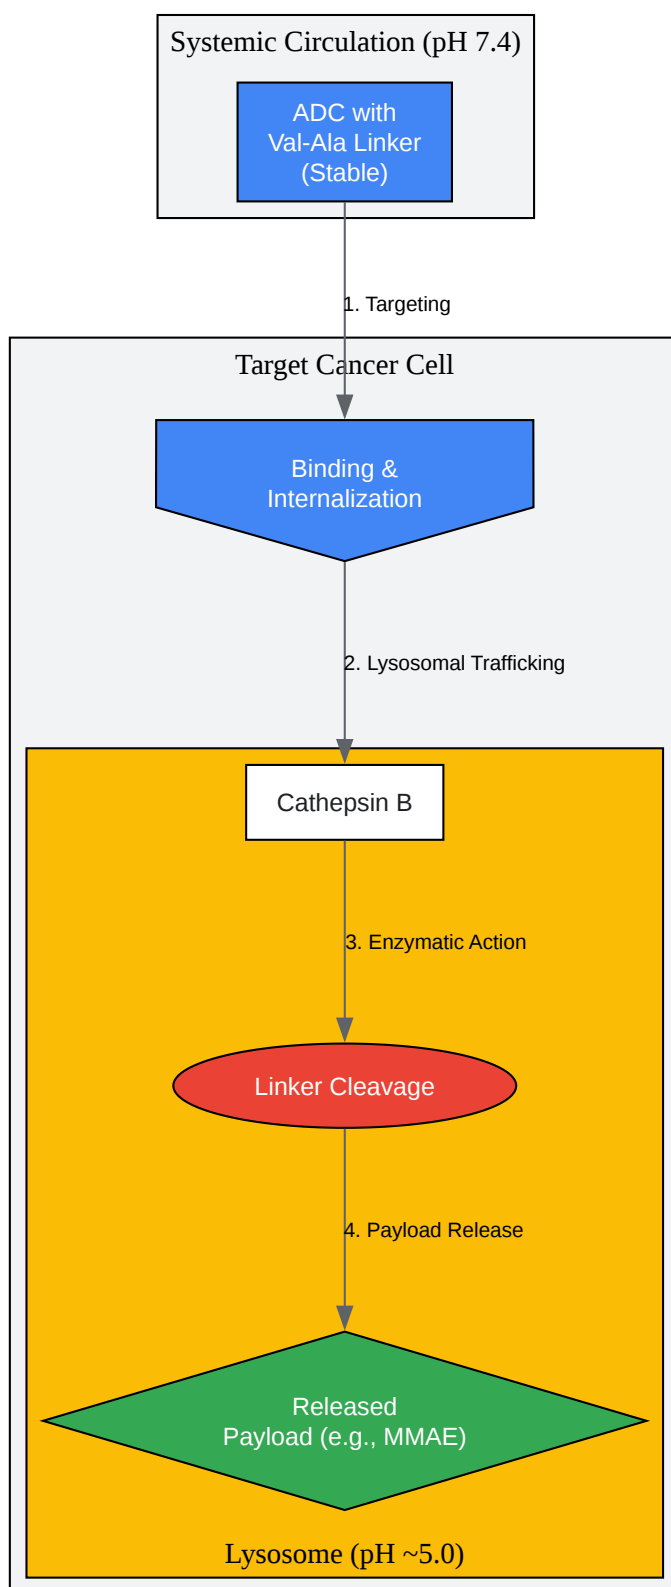 Systemic Circulation (pH 7.4)
ADC with
Val-Ala Linker
(Stable)
1. Targeting
Target Cancer Cell
Binding &
Internalization
2. Lysosomal Trafficking
Cathepsin B
3. Enzymatic Action
Linker Cleavage
4. Payload Release
Released
Payload (e.g., MMAE)
Lysosome (pH ~5.0)